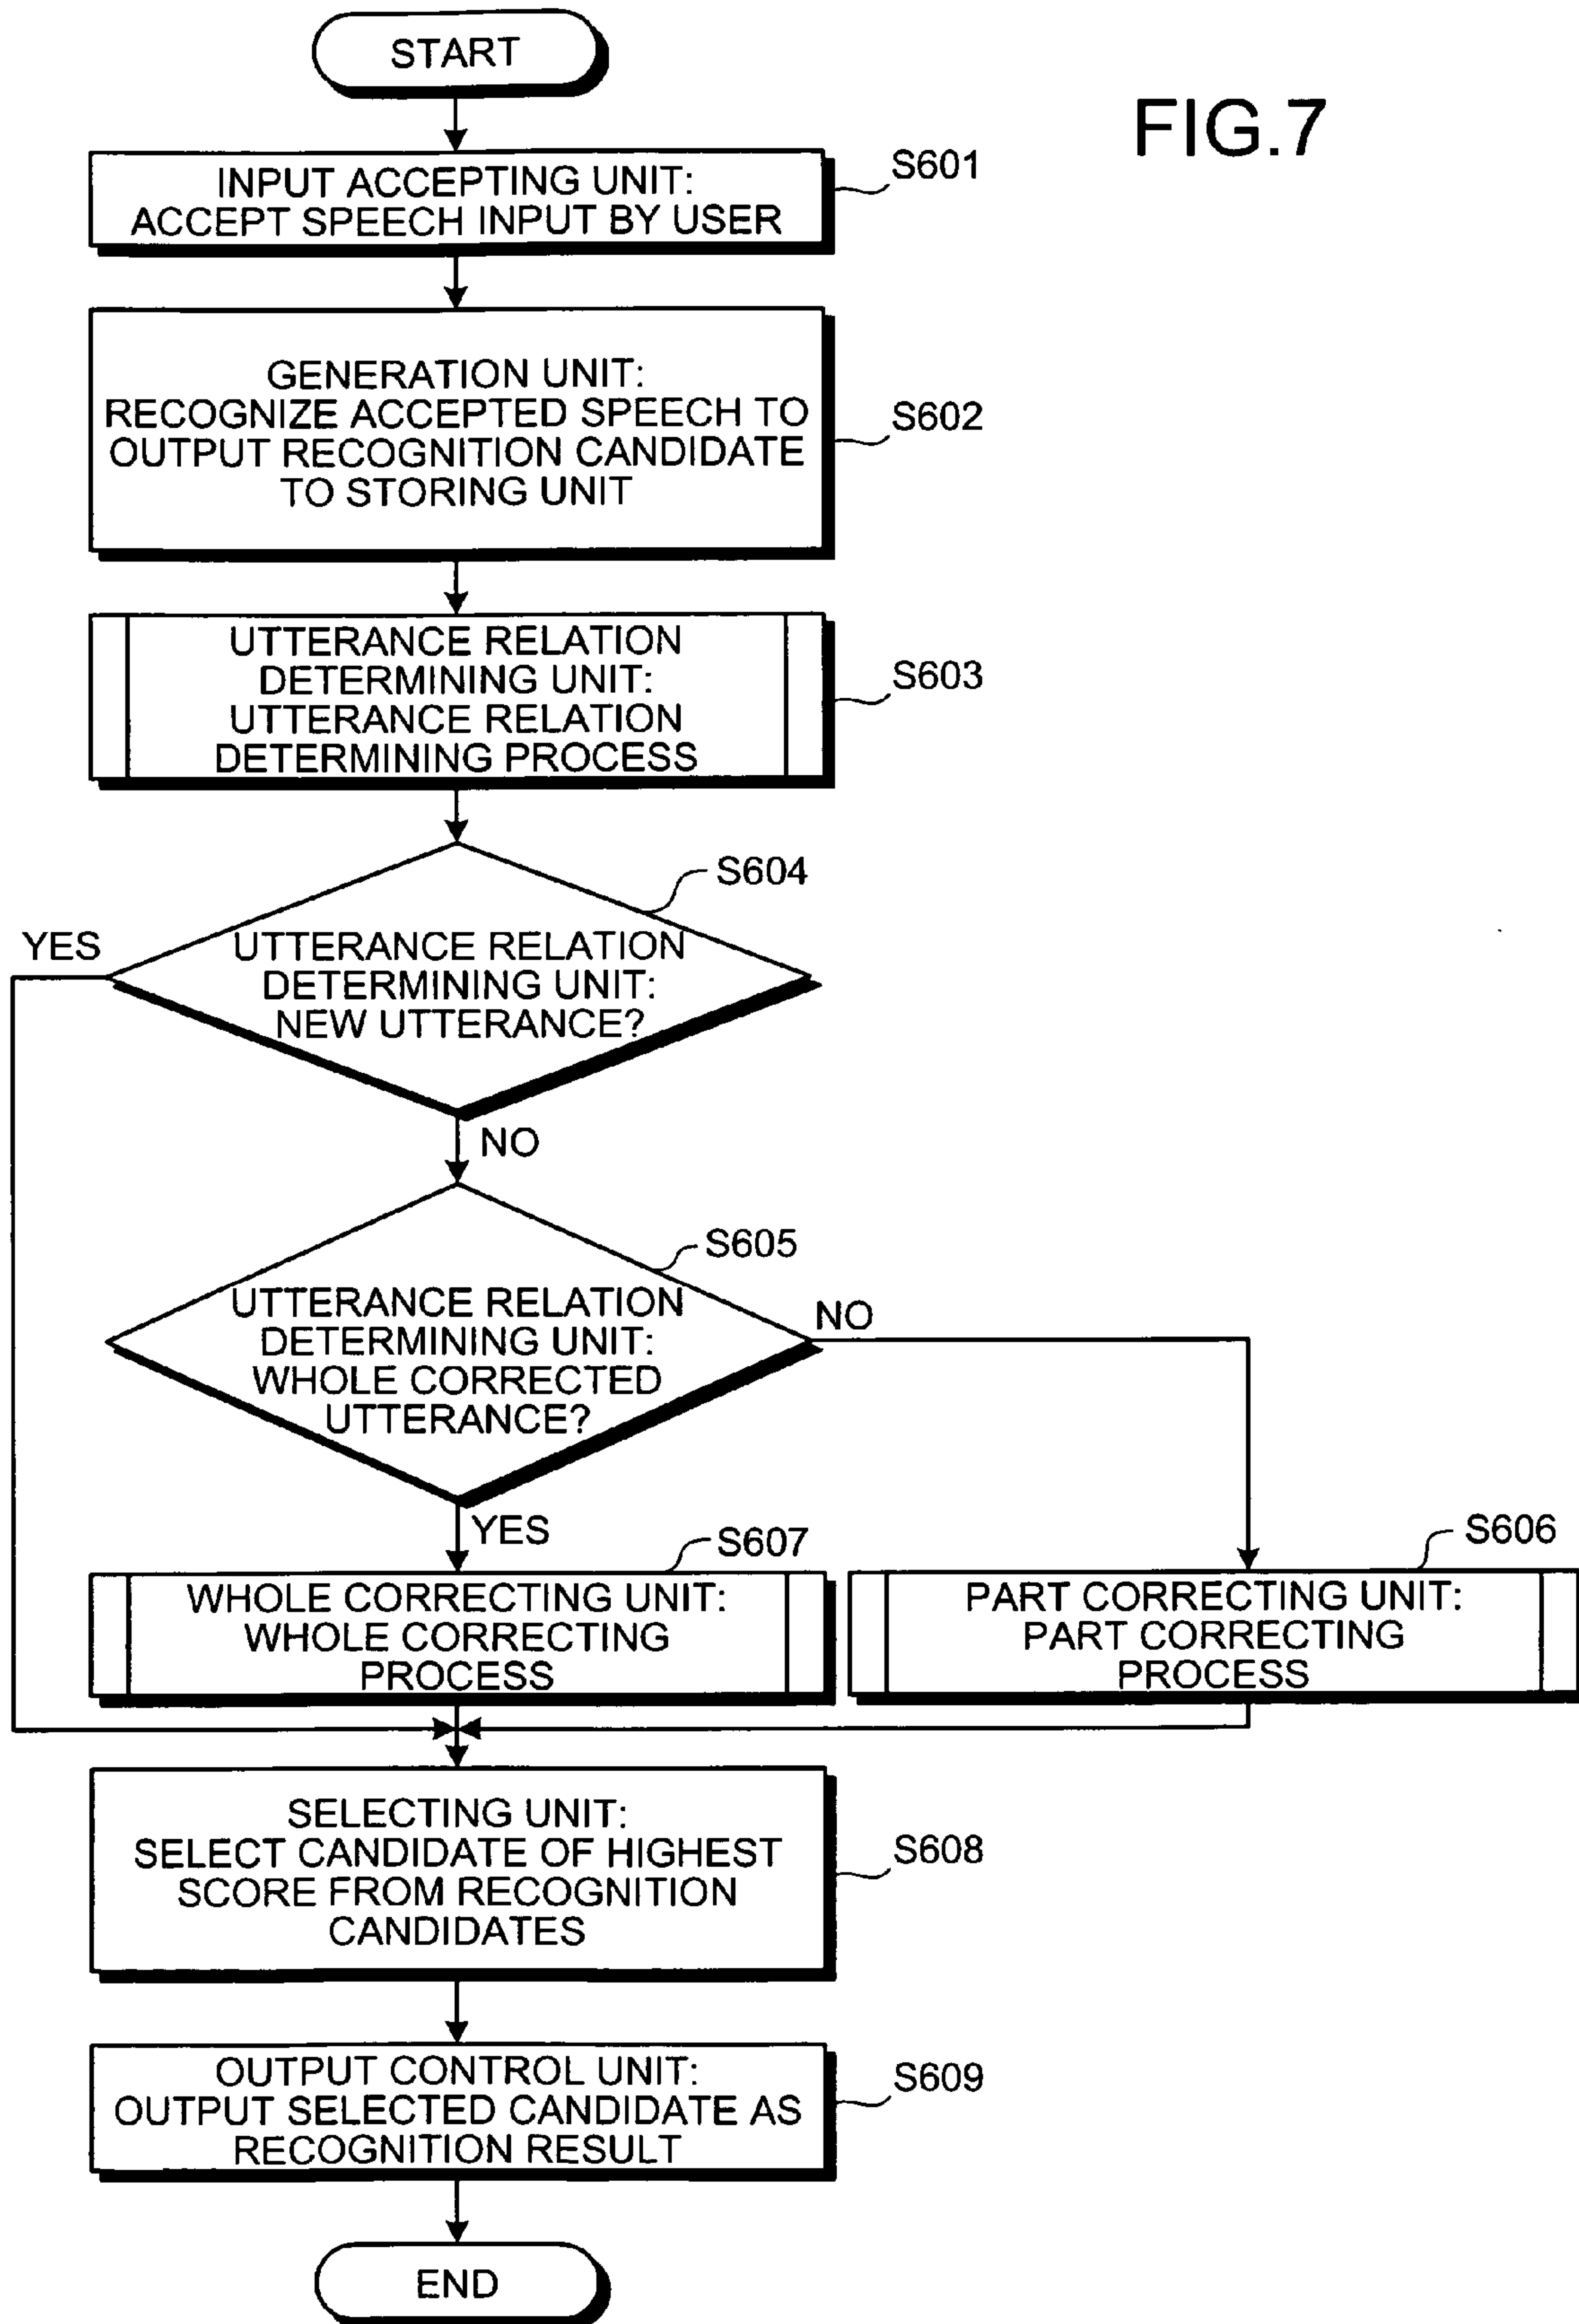 START
FIG.7
INPUT ACCEPTING UNIT:
ACCEPT SPEECH INPUT BY USER
S601
GENERATION UNIT:
RECOGNIZE ACCEPTED SPEECH TO
OUTPUT RECOGNITION CANDIDATE
TO STORING UNIT
S602
UTTERANCE RELATION
DETERMINING UNIT:
UTTERANCE RELATION
DETERMINING PROCESS
S603
S604
YES
UTTERANCE RELATION
DETERMINING UNIT:
NEW UTTERANCE?
NO
S605
UTTERANCE RELATION
DETERMINING UNIT:
WHOLE CORRECTED
UTTERANCE?
NO
YES
S607
S606
WHOLE CORRECTING UNIT:
WHOLE CORRECTING
PROCESS
PART CORRECTING UNIT:
PART CORRECTING
PROCESS
SELECTING UNIT:
SELECT CANDIDATE OF HIGHEST
SCORE FROM RECOGNITION
CANDIDATES
S608
OUTPUT CONTROL UNIT:
OUTPUT SELECTED CANDIDATE AS
RECOGNITION RESULT
S609
END